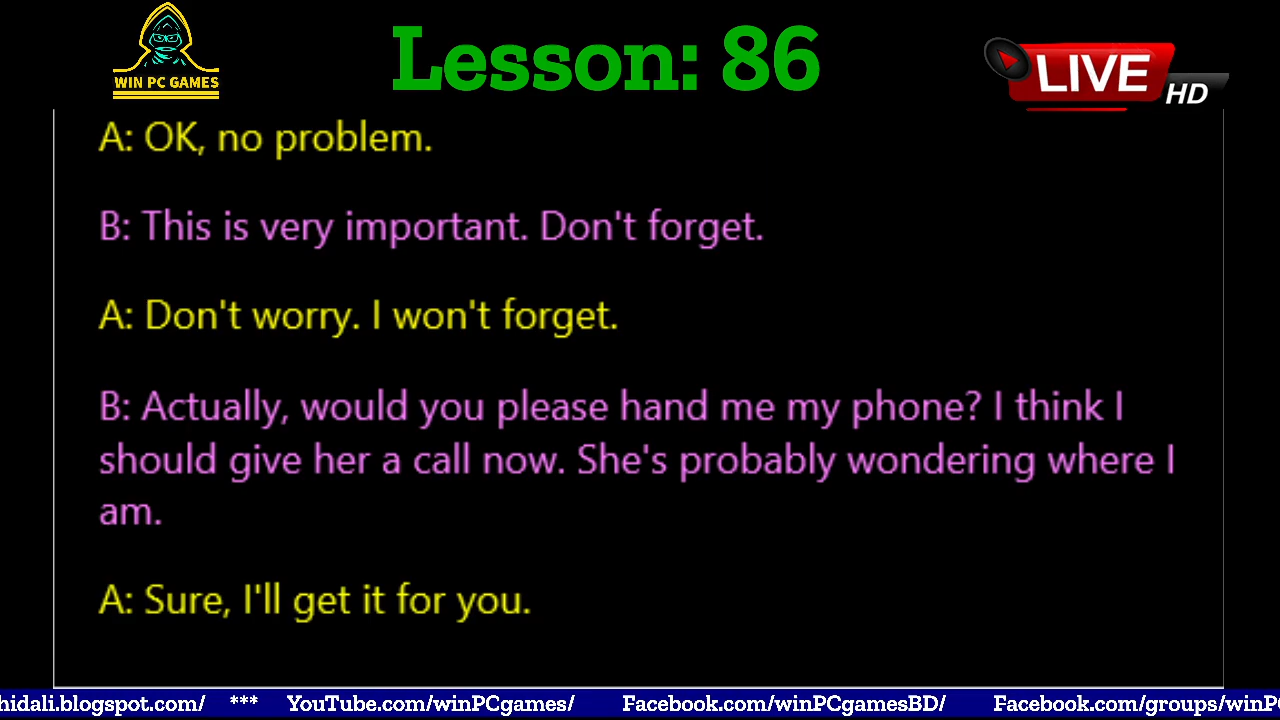 WIN PC GAMES
Lesson: 86
LIVE
HD
A: OK, no problem.
B: This is very important. Don't forget.
A: Don't worry. I won't forget.
B: Actually, would you please hand me my phone? I think I
should give her a call now. She's probably wondering where I
am.
A: Sure, I'll get it for you.
hidali.blogspot.com/ *** YouTube.com/winPCgames/ Facebook.com/winPCgamesBD/ Facebook.com/groups/winP